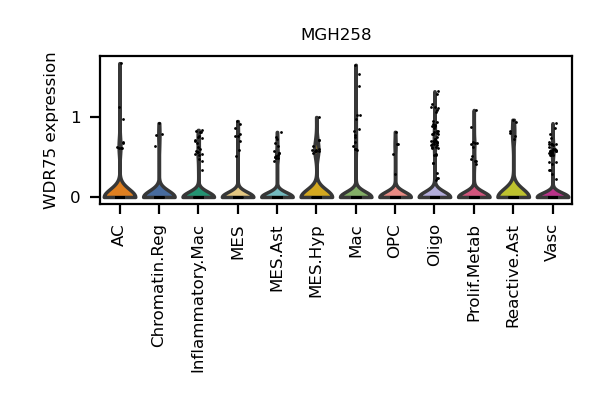 MGH258
WDR75 expression
1
0
AC
Chromatin.Reg
Inflammatory.Mac
MES
MES.Ast
MES.Hyp
Mac
OPC
Oligo
Prolif.Metab
Reactive.Ast
Vasc